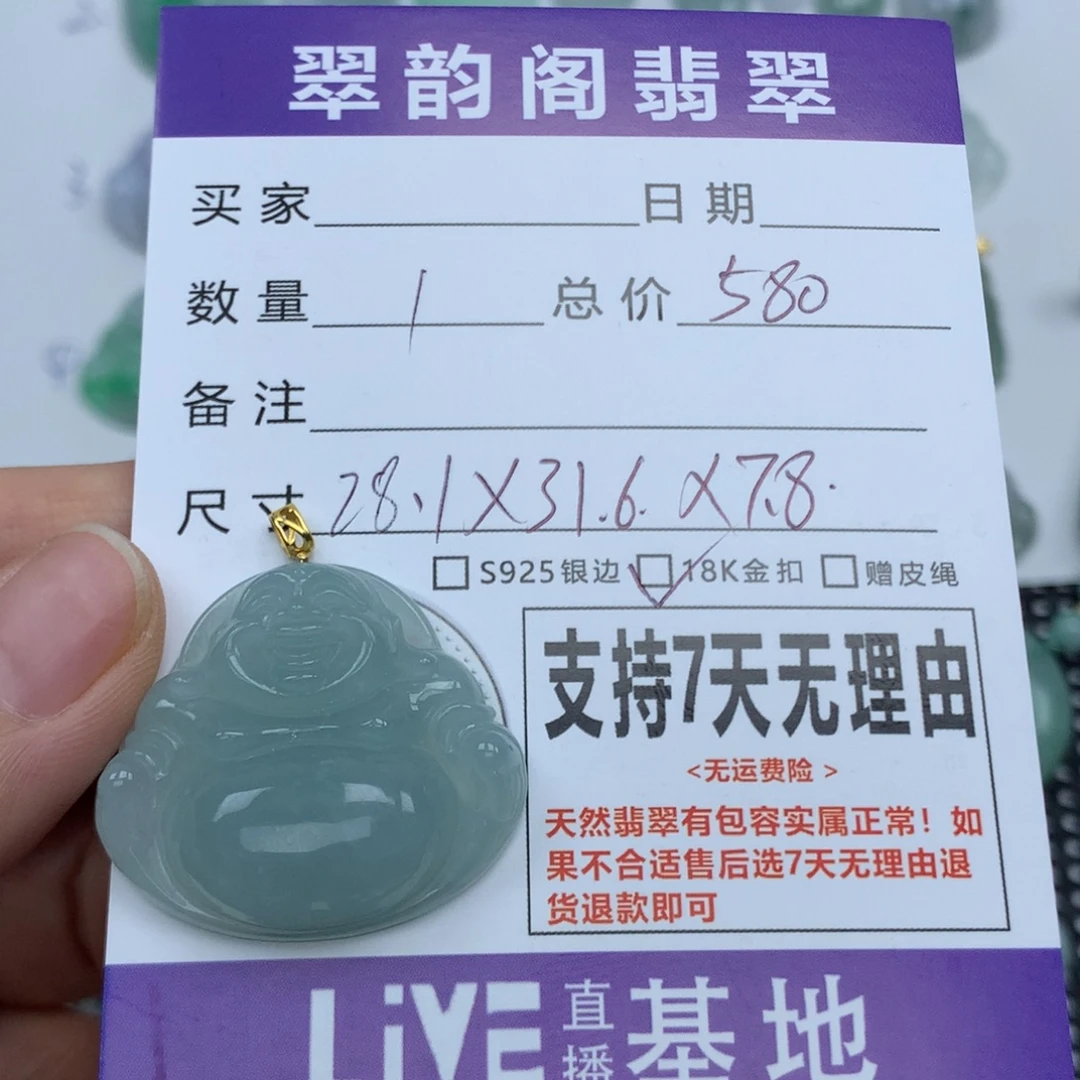 翠韵阁翡翠
买家 日期
数量 1 总价 580
备注
尺寸 28.1X31.6.X7.8.
S925银边 18K金扣 赠皮绳
支持7天无理由
<无运费险 >
天然翡翠有包容实属正常！如
果不合适售后选7天无理由退
货退款即可
LiVE 直播 基地